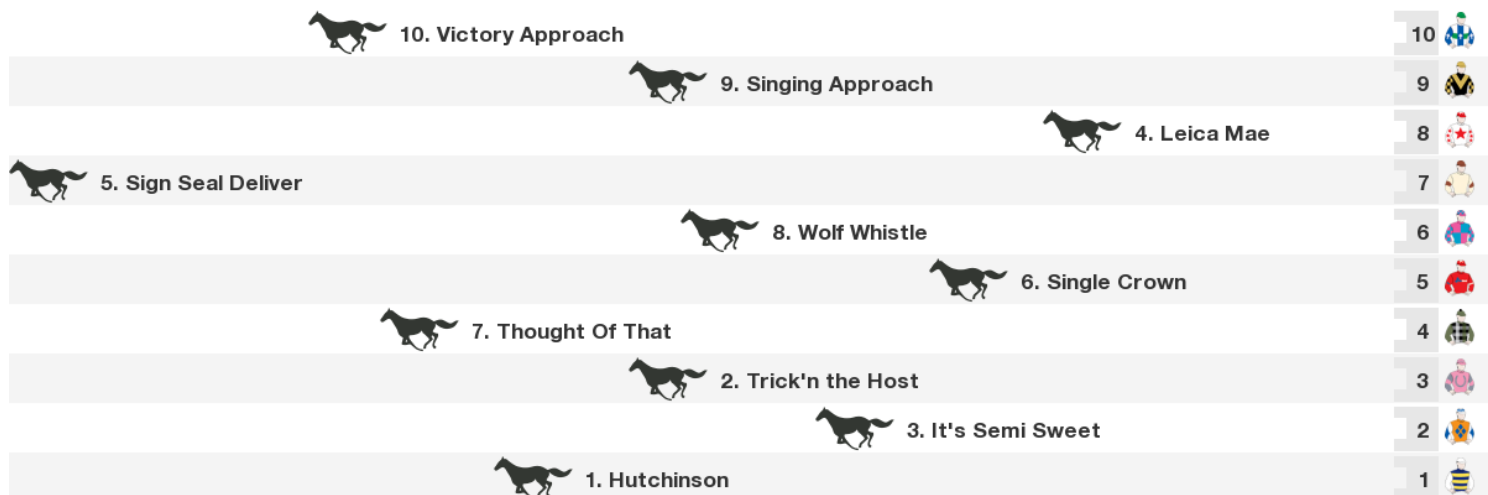 10. Victory Approach 10
9. Singing Approach 9
4. Leica Mae 8
5. Sign Seal Deliver 7
8. Wolf Whistle 6
6. Single Crown 5
7. Thought Of That 4
2. Trick'n the Host 3
3. It's Semi Sweet 2
1. Hutchinson 1